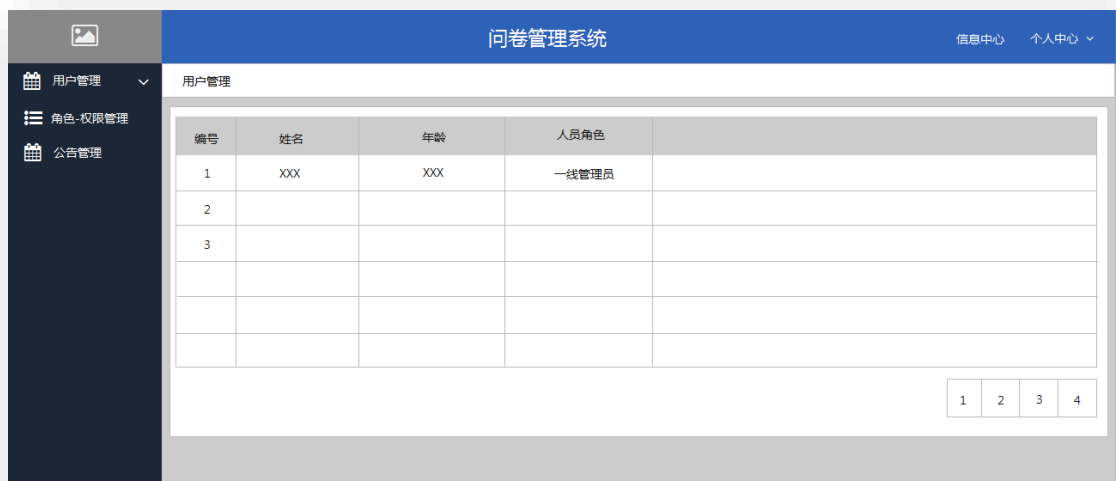 问卷管理系统
信息中心 个人中心
用户管理
角色-权限管理
公告管理
用户管理
编号 姓名 年龄 人员角色
1 XXX XXX 一线管理员
2
3
1 2 3 4